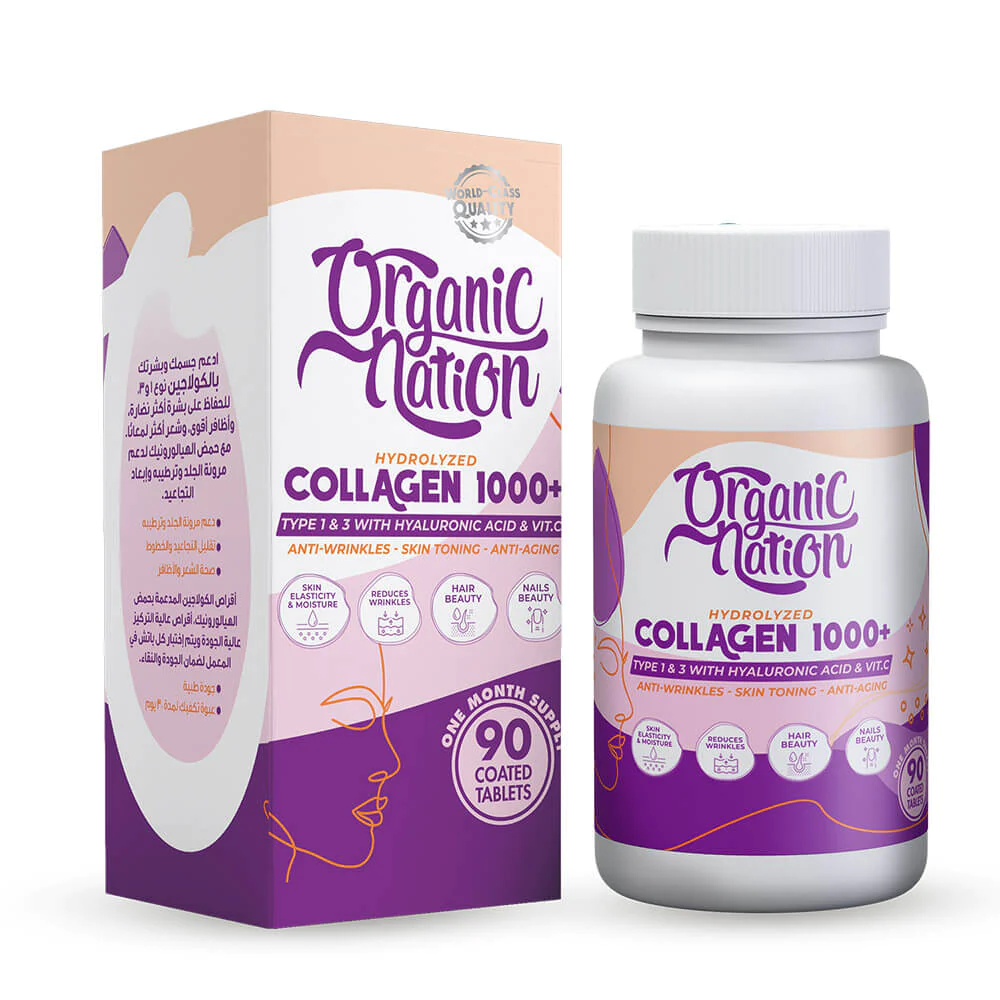 ادعم جسمك وبشرتك
بالكولاجين نوع ١ و ٣،
للحفاظ على بشرة أكثر نضارة،
وأظافر أقوى، وشعر أكثر لمعانًا.
مع حمض الهيالورونيك لدعم
مرونة الجلد وترطيبه وإبعاد
التجاعيد.
• دعم مرونة الجلد وترطيبه
• تقليل التجاعيد والخطوط
• صحة الشعر والأظافر
أقراص الكولاجين المدعمة بحمض
الهيالورونيك، أقراص عالية التركيز
عالية الجودة ويتم إختبار كل باتش في
المعمل لضمان الجودة والنقاء.
• جودة طبية
• عبوة تكفيك لمدة ٣٠ يوم
WORLD-CLASS
QUALITY
Organic
Nation
HYDROLYZED
COLLAGEN 1000+
TYPE 1 & 3 WITH HYALURONIC ACID & VIT.C
ANTI-WRINKLES - SKIN TONING - ANTI-AGING
SKIN
ELASTICITY
& MOISTURE
REDUCES
WRINKLES
HAIR
BEAUTY
NAILS
BEAUTY
ONE MONTH SUPPLY
90
COATED
TABLETS
Organic
Nation
HYDROLYZED
COLLAGEN 1000+
TYPE 1 & 3 WITH HYALURONIC ACID & VIT.C
ANTI-WRINKLES - SKIN TONING - ANTI-AGING
SKIN
ELASTICITY
& MOISTURE
REDUCES
WRINKLES
HAIR
BEAUTY
NAILS
BEAUTY
ONE MONTH
90
COATED
TABLETS